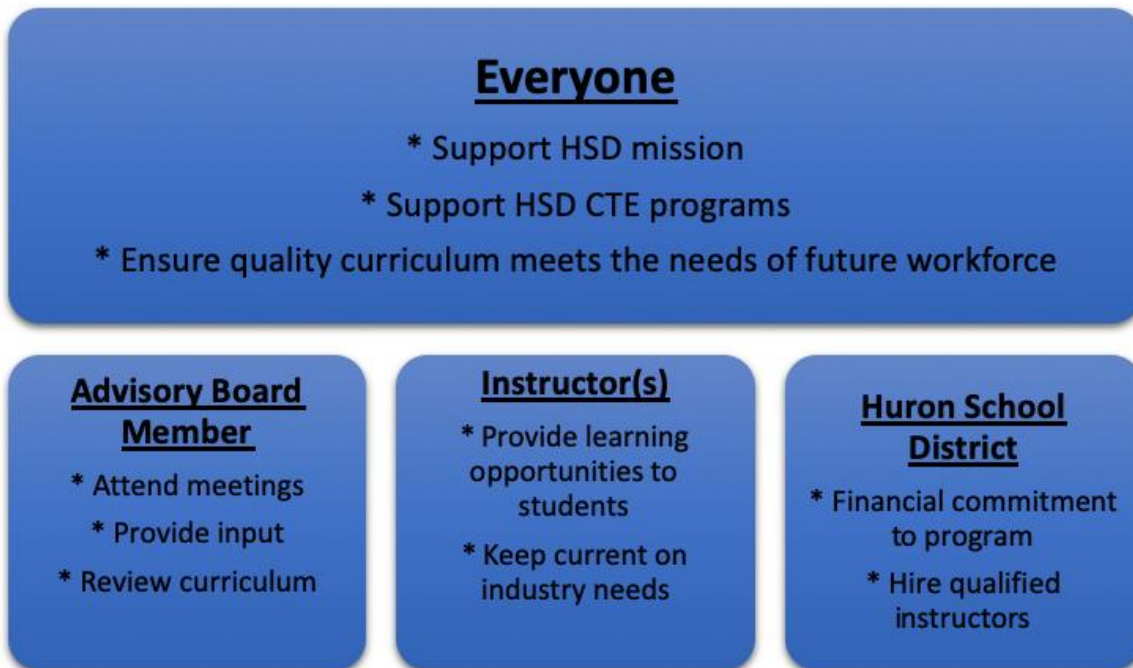 Everyone
* Support HSD mission
* Support HSD CTE programs
* Ensure quality curriculum meets the needs of future workforce
Advisory Board
Member
* Attend meetings
* Provide input
* Review curriculum
Instructor(s)
* Provide learning
opportunities to
students
* Keep current on
industry needs
Huron School
District
* Financial commitment
to program
* Hire qualified
instructors